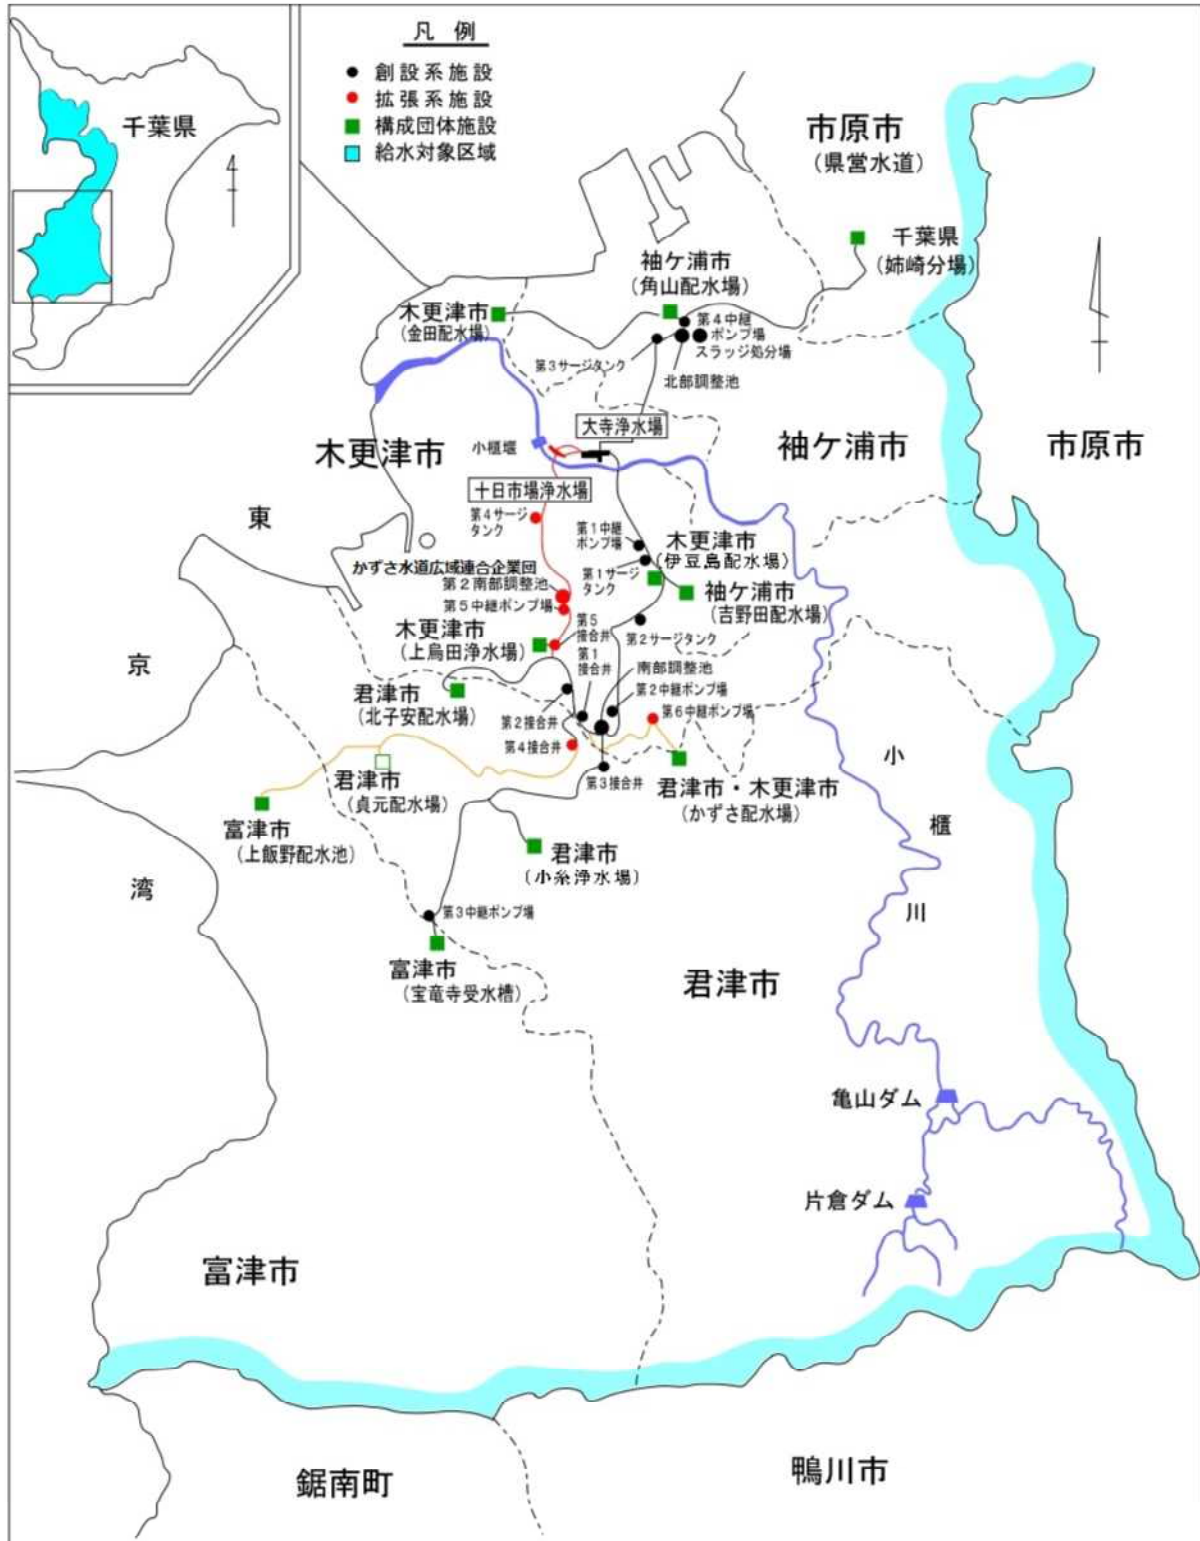 凡例
創設系施設
拡張系施設
構成団体施設
給水対象区域
千葉県
4
市原市
(県営水道)
千葉県
(姉崎分場)
袖ケ浦市
(角山配水場)
木更津市
(金田配水場)
第4中継
ポンプ場
スラッジ処分場
第3サージタンク
北部調整池
大寺浄水場
木更津市
小櫃堰
袖ケ浦市
市原市
十日市場浄水場
第4サージ
タンク
東
第1中継
ポンプ場
木更津市
(伊豆島配水場)
かずさ水道広域連合企業団
第1サージ
タンク
第2南部調整池
第5中継ポンプ場
袖ケ浦市
(吉野田配水場)
木更津市
(上烏田浄水場)
第5
接合井
第2サージタンク
第1
接合井
京
南部調整池
君津市
(北子安配水場)
第2中継ポンプ場
第2接合井
第6中継ポンプ場
第4接合井
小
君津市
(貞元配水場)
第3接合井
君津市・木更津市
(かずさ配水場)
富津市
(上飯野配水池)
櫃
君津市
(小糸浄水場)
湾
川
第3中継ポンプ場
富津市
(宝竜寺受水槽)
君津市
亀山ダム
片倉ダム
富津市
鋸南町
鴨川市